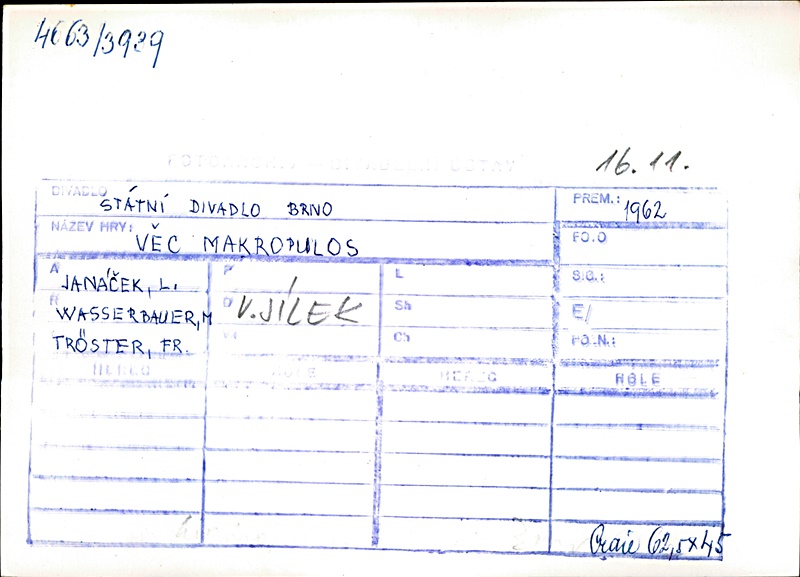 4663/3929
16.11.
DIVADLO STÁTNÍ DIVADLO BRNO
PREM.: 1962
NÁZEV HRY: VĚC MAKROPULOS
FO.O
A JANÁČEK, L.
P
L
S.G.:
R WASSERBAUER, M
D V. JÍLEK
Sh
E/
TRÖSTER, FR.
Ch
FO.N.:
HEREC ROLE HEREC ROLE
62,5x45